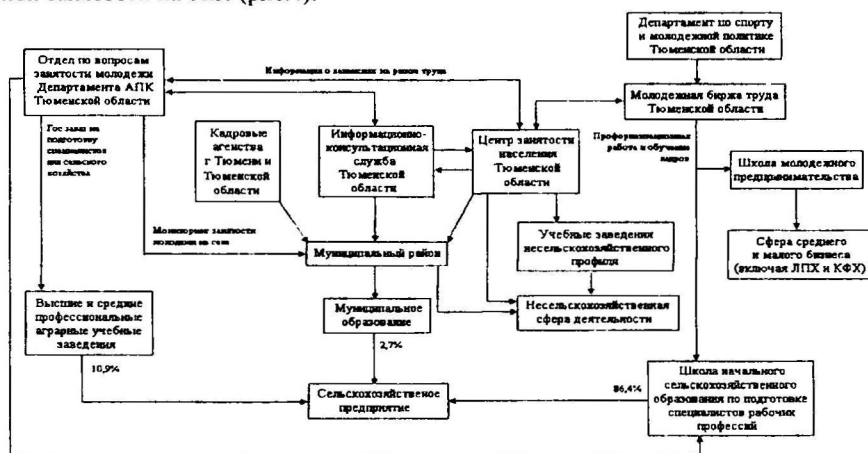 Департамент по спорту
и молодежной политике
Тюменской области
Отдел по вопросам
занятости молодежи
Департамента АПК
Тюменской области
Информация о
на рынке труда
Молодежная биржа труда
Тюменской области
Гос заказ на
подготовку
специалистов
для сельского
хозяйства
Кадровые
агенства
г Тюмени и
Тюменской
области
Информационно-
консультационная
служба
Тюменской
области
Центр занятости
населения
Тюменской
области
Профориентационная
работа и обучение
кадров
Школа молодежного
предпринимательства
Мониторинг занятости
молодежи на селе
Муниципальный район
Учебные заведения
несельскохозяйственного
профиля
Сфера среднего
и малого бизнеса
(включая ЛПХ и КФХ)
Высшие и средние
профессиональные
аграрные учебные
заведения
Муниципальное
образование
Несельскохозяйственная
сфера деятельности
10,9%
2,7%
86,4%
Сельскохозяйственое
предприятие
Школа начального
сельскохозяйственного
образования по подготовке
специалистов рабочих
профессий